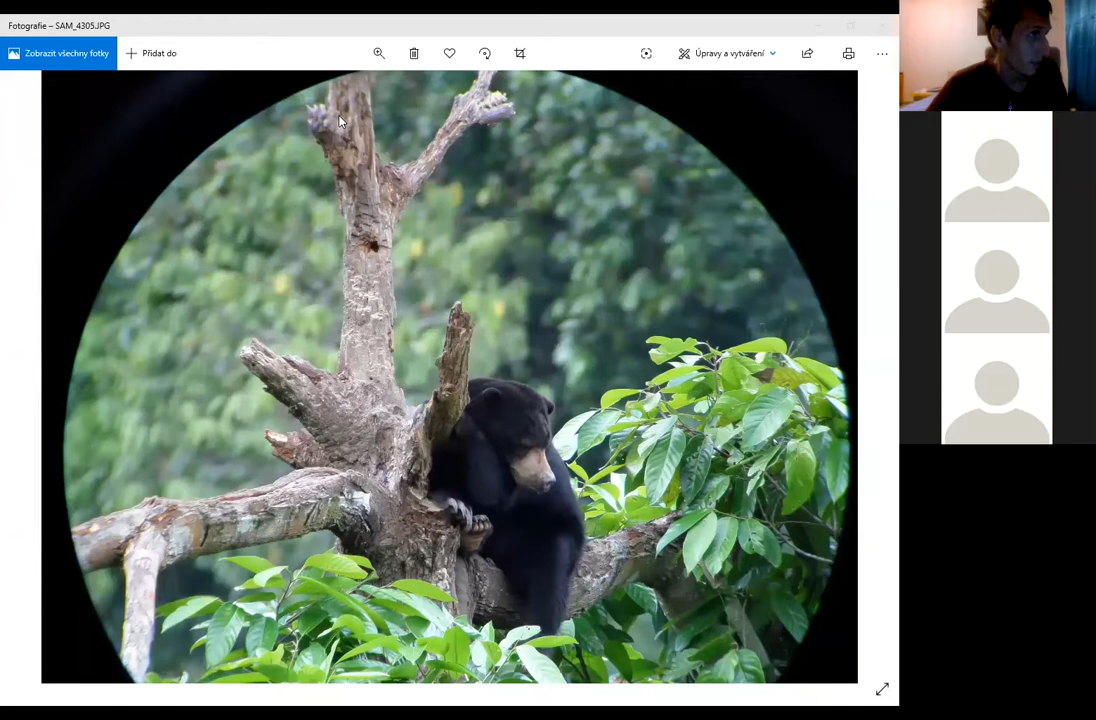 Fotografie – SAM_4305.JPG
Zobrazit všechny fotky
Přidat do
Úpravy a vytváření